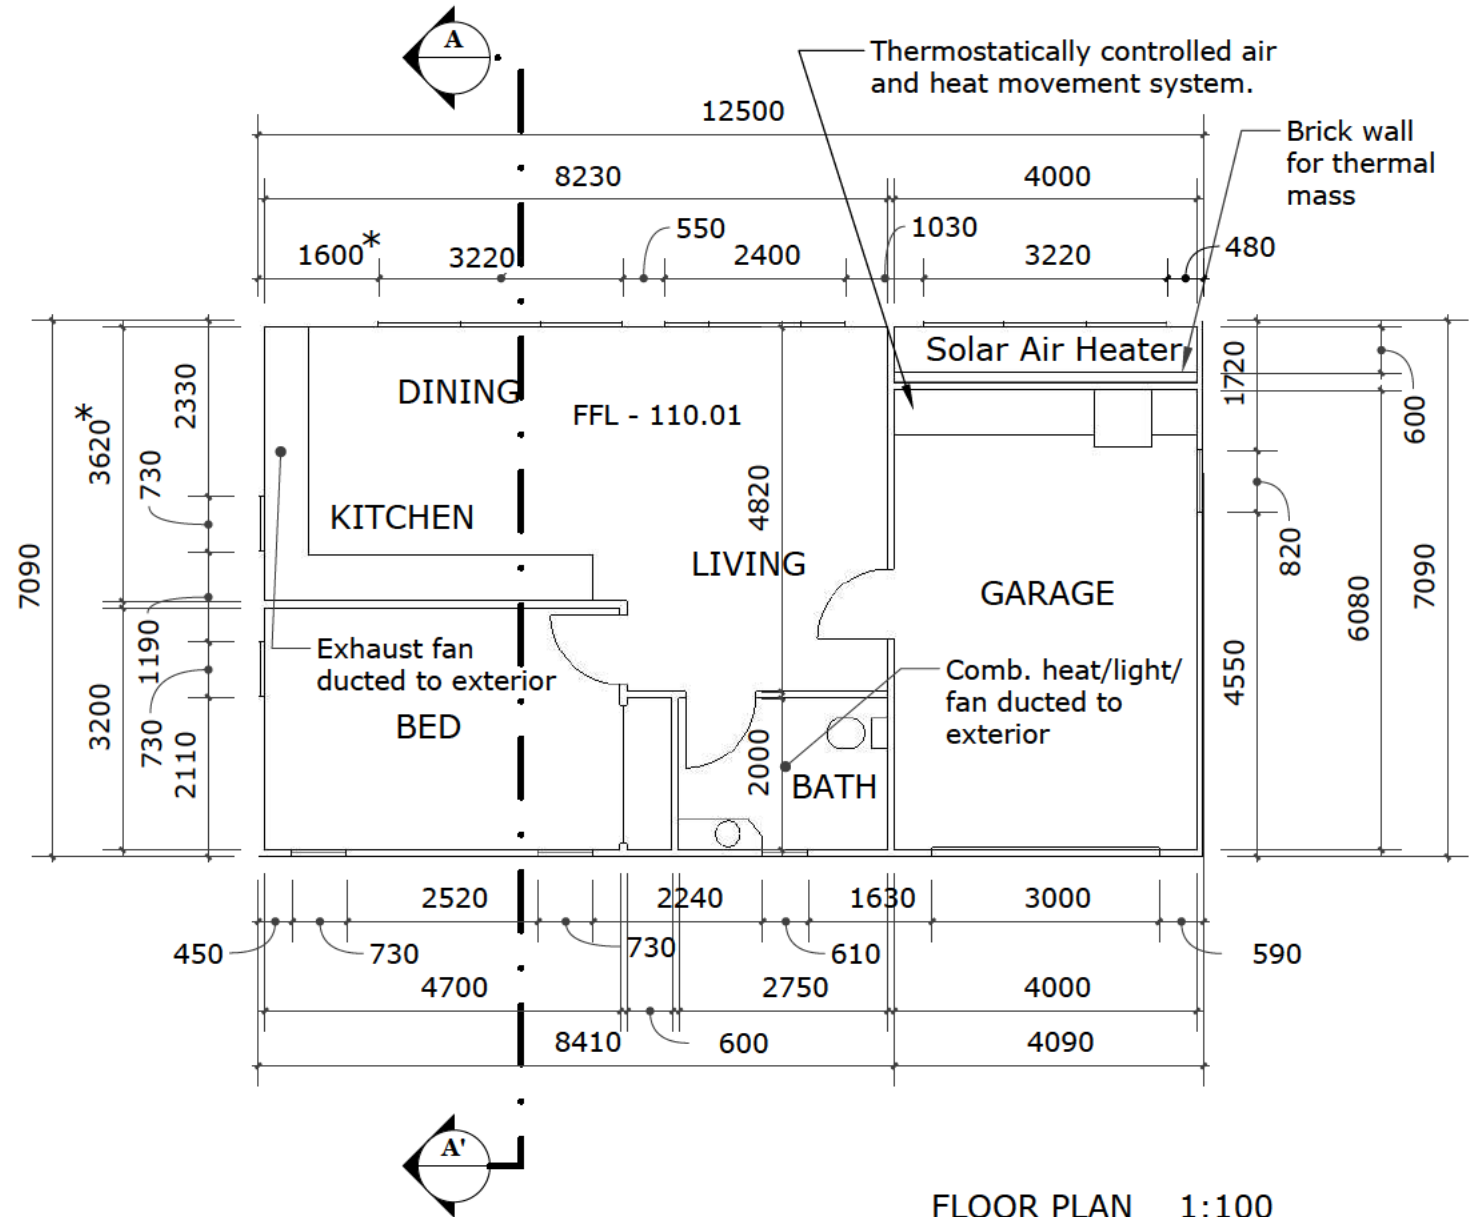 A
Thermostatically controlled air
and heat movement system.
12500
Brick wall
for thermal
mass
8230
4000
550
1030
1600*
3220
2400
3220
480
Solar Air Heater
DINING
FFL - 110.01
2330
3620*
730
1720
600
KITCHEN
4820
LIVING
GARAGE
7090
820
6080
7090
1190
Exhaust fan
ducted to exterior
Comb. heat/light/
fan ducted to
exterior
4550
3200
730
2110
BED
2000
BATH
2520
2240
1630
3000
450
730
730
610
590
4700
2750
4000
8410
600
4090
A'
FLOOR PLAN 1:100